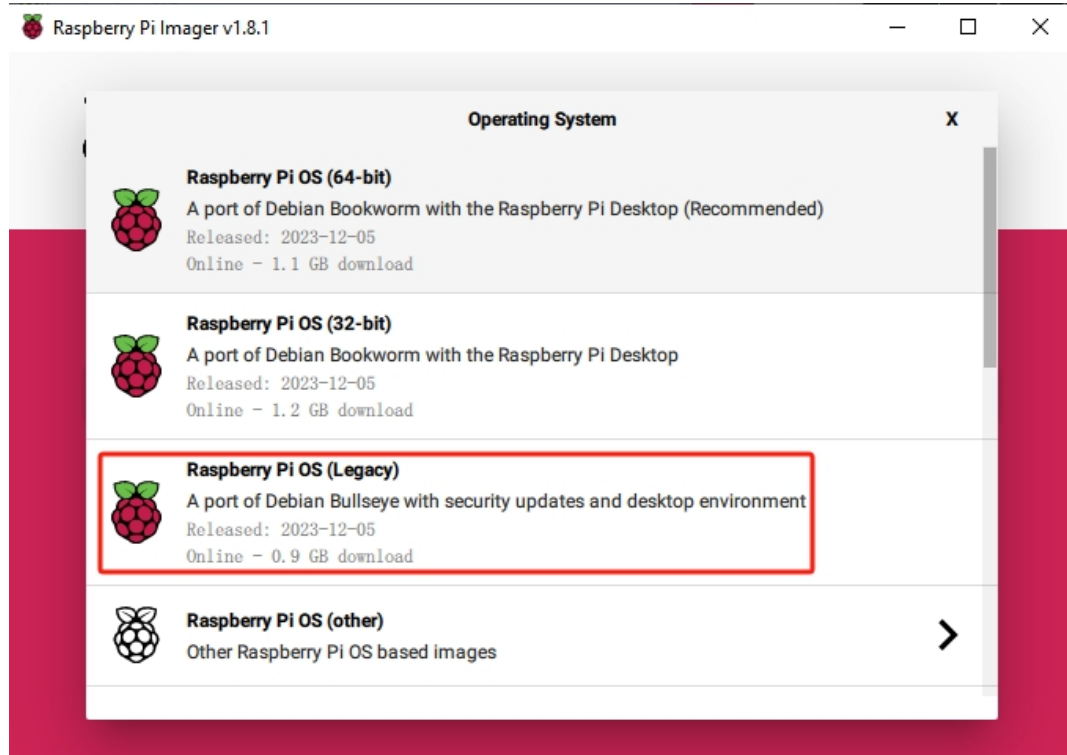 Raspberry Pi Imager v1.8.1
Operating System
X
Raspberry Pi OS (64-bit)
A port of Debian Bookworm with the Raspberry Pi Desktop (Recommended)
Released: 2023-12-05
Online - 1.1 GB download
Raspberry Pi OS (32-bit)
A port of Debian Bookworm with the Raspberry Pi Desktop
Released: 2023-12-05
Online - 1.2 GB download
Raspberry Pi OS (Legacy)
A port of Debian Bullseye with security updates and desktop environment
Released: 2023-12-05
Online - 0.9 GB download
Raspberry Pi OS (other)
Other Raspberry Pi OS based images